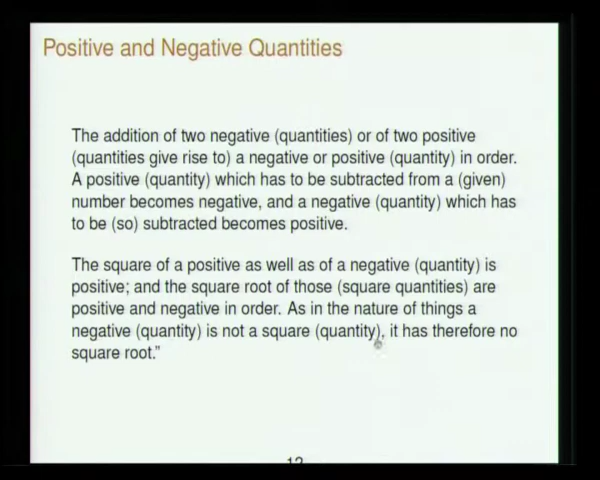 Positive and Negative Quantities
The addition of two negative (quantities) or of two positive
(quantities give rise to) a negative or positive (quantity) in order.
A positive (quantity) which has to be subtracted from a (given)
number becomes negative, and a negative (quantity) which has
to be (so) subtracted becomes positive.
The square of a positive as well as of a negative (quantity) is
positive; and the square root of those (square quantities) are
positive and negative in order. As in the nature of things a
negative (quantity) is not a square (quantity), it has therefore no
square root.”